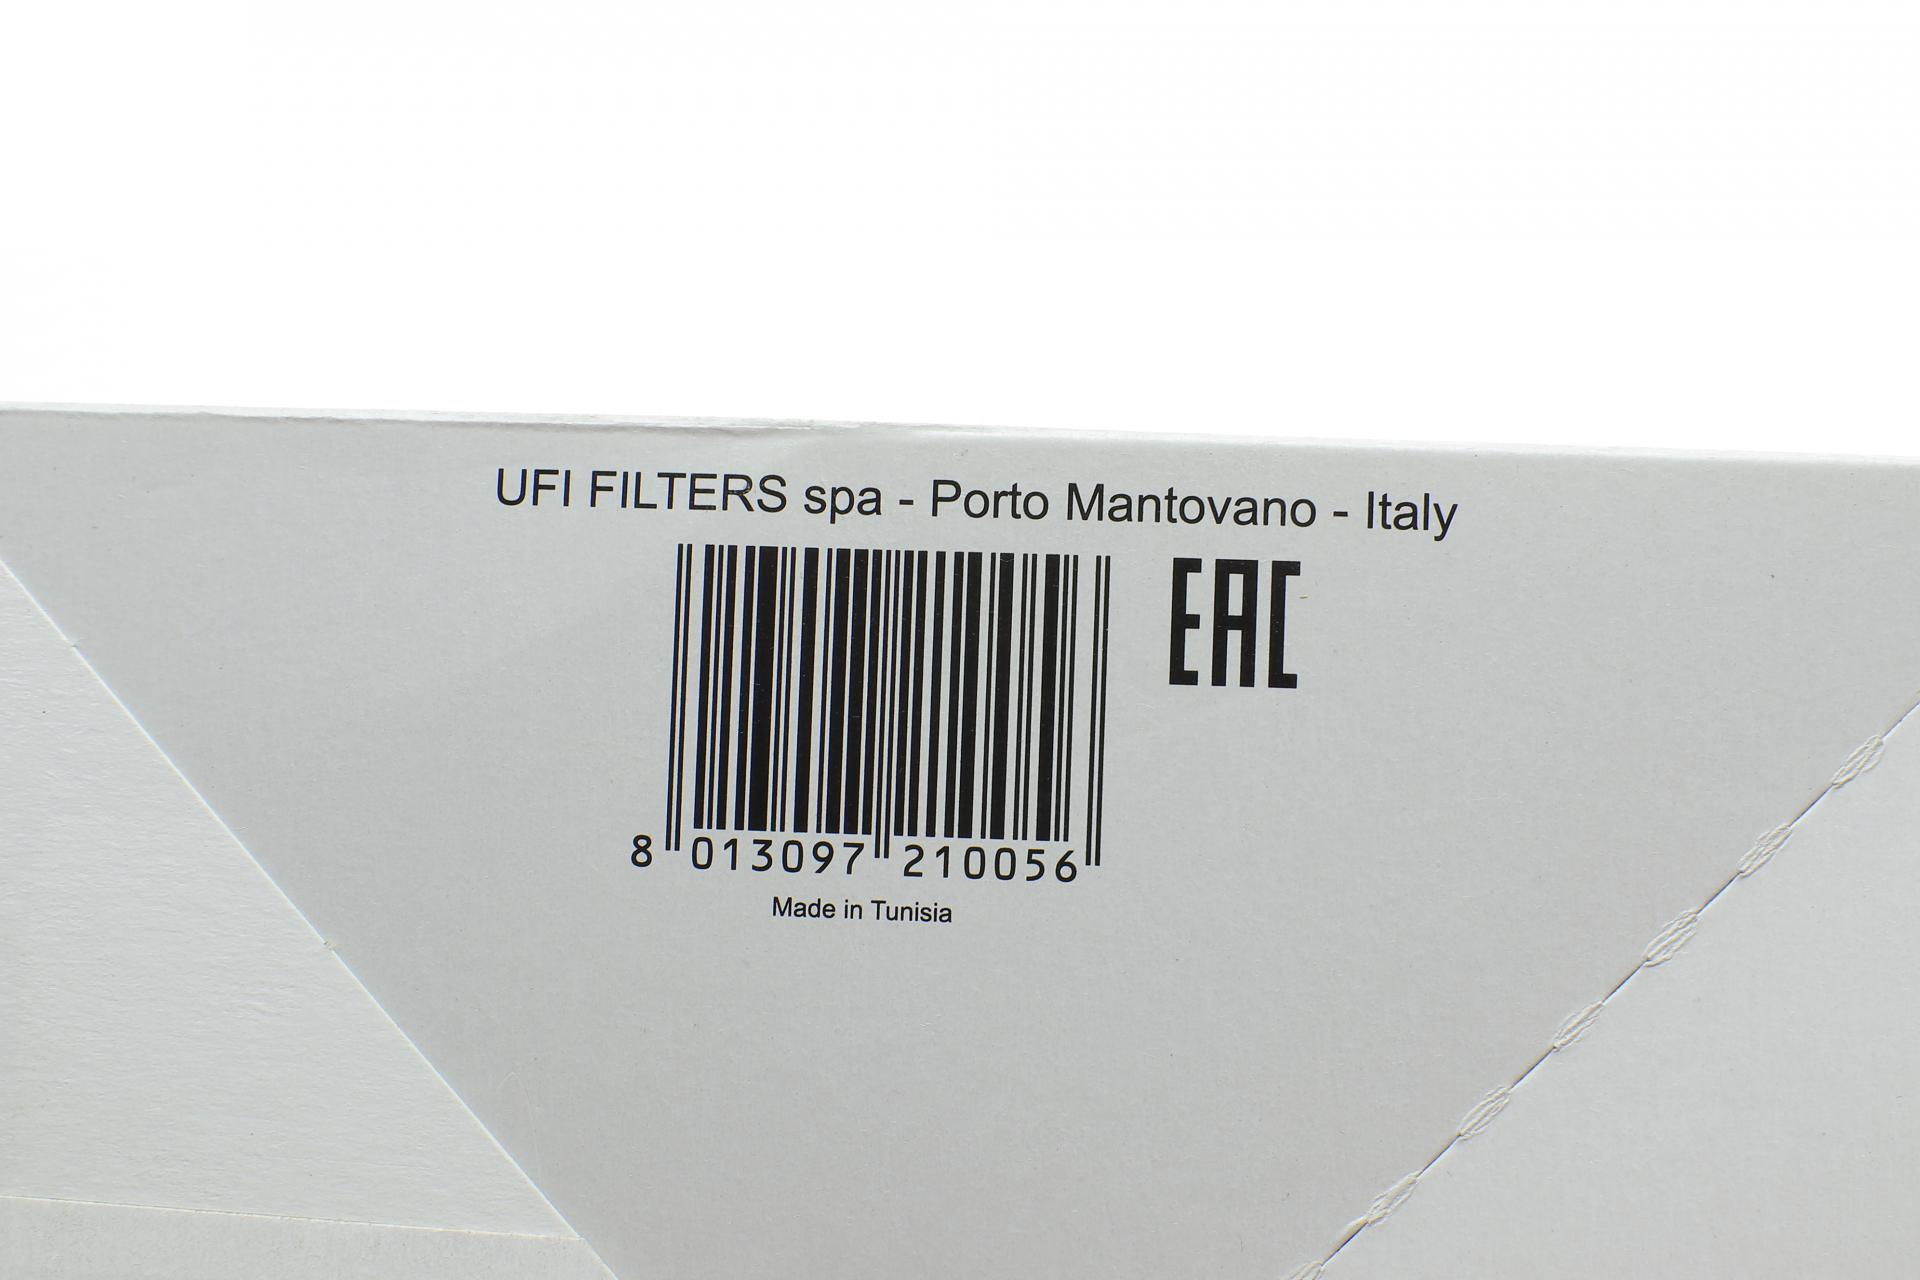 UFI FILTERS spa - Porto Mantovano - Italy
EAC
8 013097 210056
Made in Tunisia